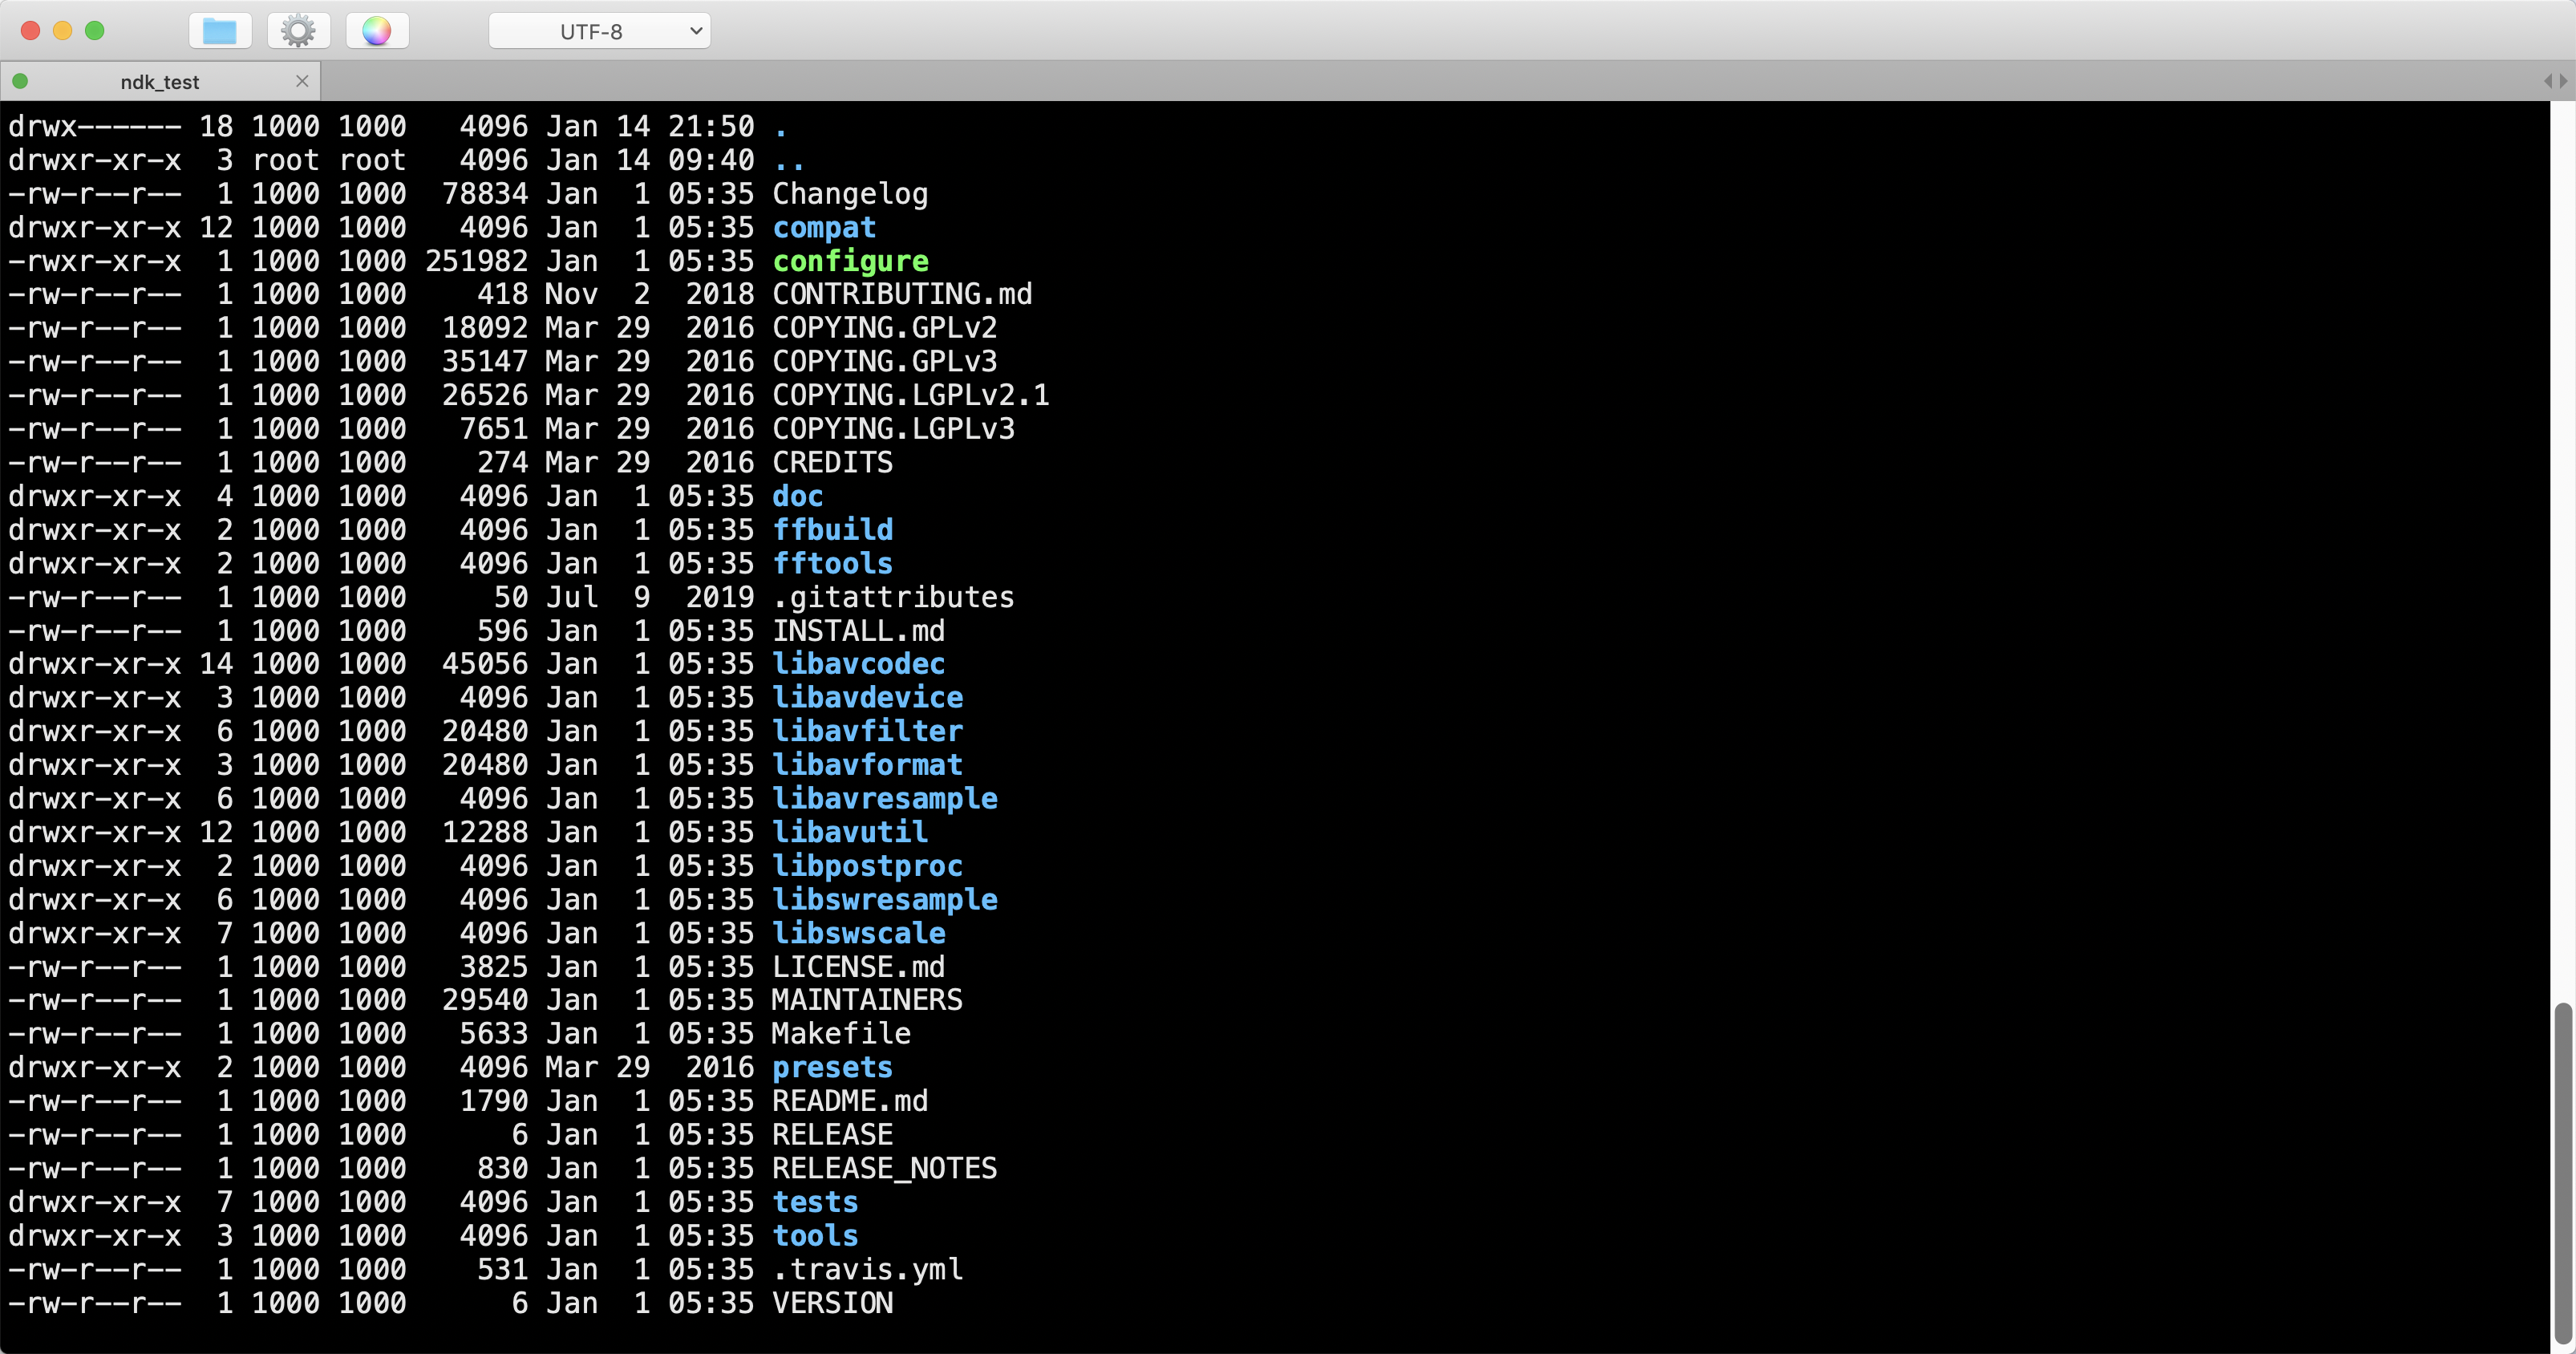 UTF-8
ndk_test
drwx------ 18 1000 1000   4096 Jan 14 21:50 .
drwxr-xr-x  3 root root   4096 Jan 14 09:40 ..
-rw-r--r--  1 1000 1000  78834 Jan  1 05:35 Changelog
drwxr-xr-x 12 1000 1000   4096 Jan  1 05:35 compat
-rwxr-xr-x  1 1000 1000 251982 Jan  1 05:35 configure
-rw-r--r--  1 1000 1000    418 Nov  2  2018 CONTRIBUTING.md
-rw-r--r--  1 1000 1000  18092 Mar 29  2016 COPYING.GPLv2
-rw-r--r--  1 1000 1000  35147 Mar 29  2016 COPYING.GPLv3
-rw-r--r--  1 1000 1000  26526 Mar 29  2016 COPYING.LGPLv2.1
-rw-r--r--  1 1000 1000   7651 Mar 29  2016 COPYING.LGPLv3
-rw-r--r--  1 1000 1000    274 Mar 29  2016 CREDITS
drwxr-xr-x  4 1000 1000   4096 Jan  1 05:35 doc
drwxr-xr-x  2 1000 1000   4096 Jan  1 05:35 ffbuild
drwxr-xr-x  2 1000 1000   4096 Jan  1 05:35 fftools
-rw-r--r--  1 1000 1000     50 Jul  9  2019 .gitattributes
-rw-r--r--  1 1000 1000    596 Jan  1 05:35 INSTALL.md
drwxr-xr-x 14 1000 1000  45056 Jan  1 05:35 libavcodec
drwxr-xr-x  3 1000 1000   4096 Jan  1 05:35 libavdevice
drwxr-xr-x  6 1000 1000  20480 Jan  1 05:35 libavfilter
drwxr-xr-x  3 1000 1000  20480 Jan  1 05:35 libavformat
drwxr-xr-x  6 1000 1000   4096 Jan  1 05:35 libavresample
drwxr-xr-x 12 1000 1000  12288 Jan  1 05:35 libavutil
drwxr-xr-x  2 1000 1000   4096 Jan  1 05:35 libpostproc
drwxr-xr-x  6 1000 1000   4096 Jan  1 05:35 libswresample
drwxr-xr-x  7 1000 1000   4096 Jan  1 05:35 libswscale
-rw-r--r--  1 1000 1000   3825 Jan  1 05:35 LICENSE.md
-rw-r--r--  1 1000 1000  29540 Jan  1 05:35 MAINTAINERS
-rw-r--r--  1 1000 1000   5633 Jan  1 05:35 Makefile
drwxr-xr-x  2 1000 1000   4096 Mar 29  2016 presets
-rw-r--r--  1 1000 1000   1790 Jan  1 05:35 README.md
-rw-r--r--  1 1000 1000      6 Jan  1 05:35 RELEASE
-rw-r--r--  1 1000 1000    830 Jan  1 05:35 RELEASE_NOTES
drwxr-xr-x  7 1000 1000   4096 Jan  1 05:35 tests
drwxr-xr-x  3 1000 1000   4096 Jan  1 05:35 tools
-rw-r--r--  1 1000 1000    531 Jan  1 05:35 .travis.yml
-rw-r--r--  1 1000 1000      6 Jan  1 05:35 VERSION